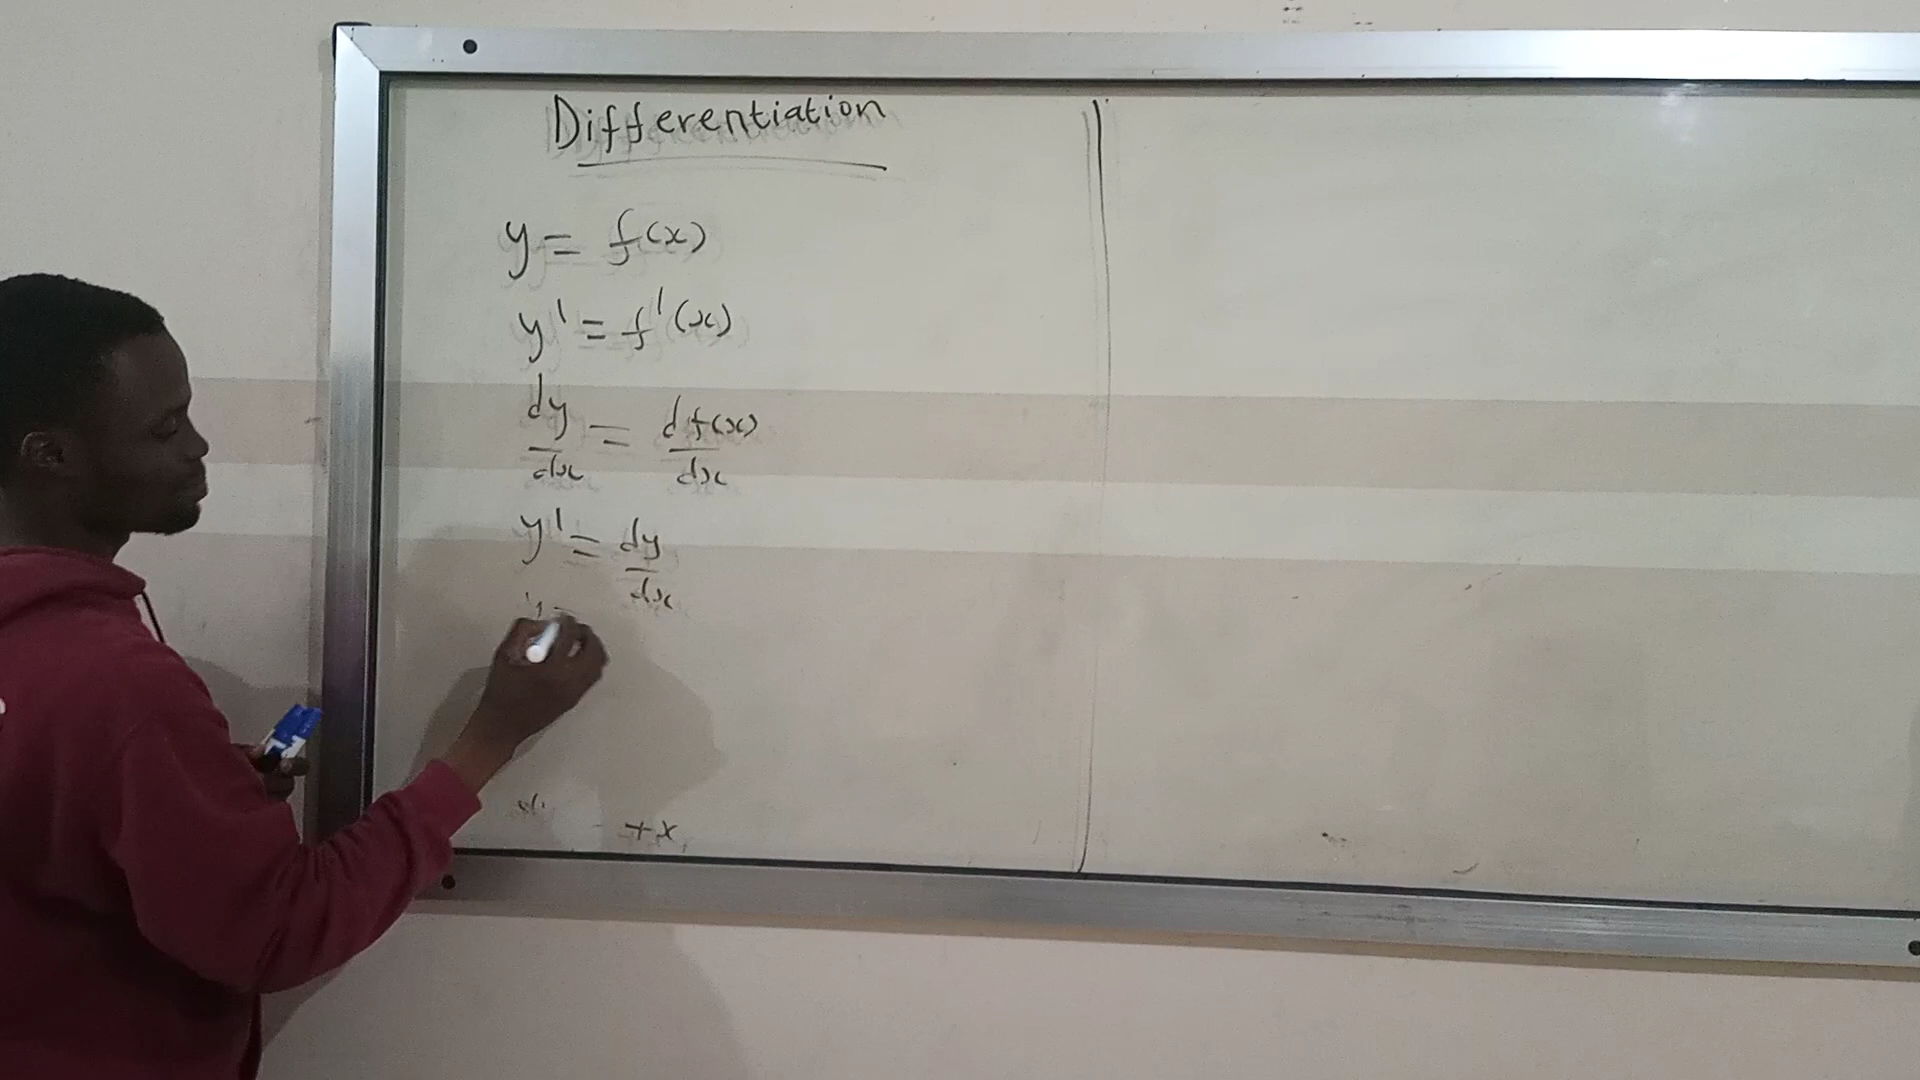 Differentiation
y = f(x)
y' = f'(x)
dy/dx = df(x)/dx
y' = dy/dx
+x